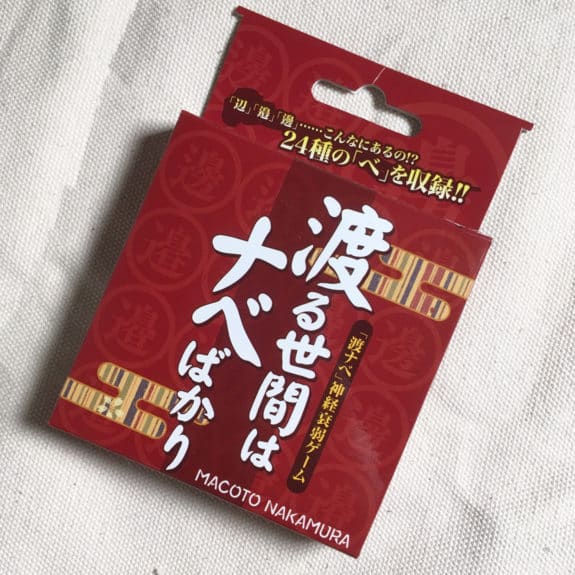 「辺」「邉」「邊」……こんなにあるの!?
24種の「ベ」を収録!!
渡る世間は
ナベばかり
「渡ナベ」神経衰弱ゲーム
MACOTO NAKAMURA